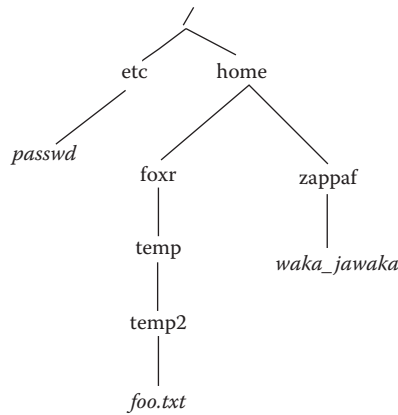 /
etc home
passwd
foxr zappaf
temp
waka_jawaka
temp2
foo.txt